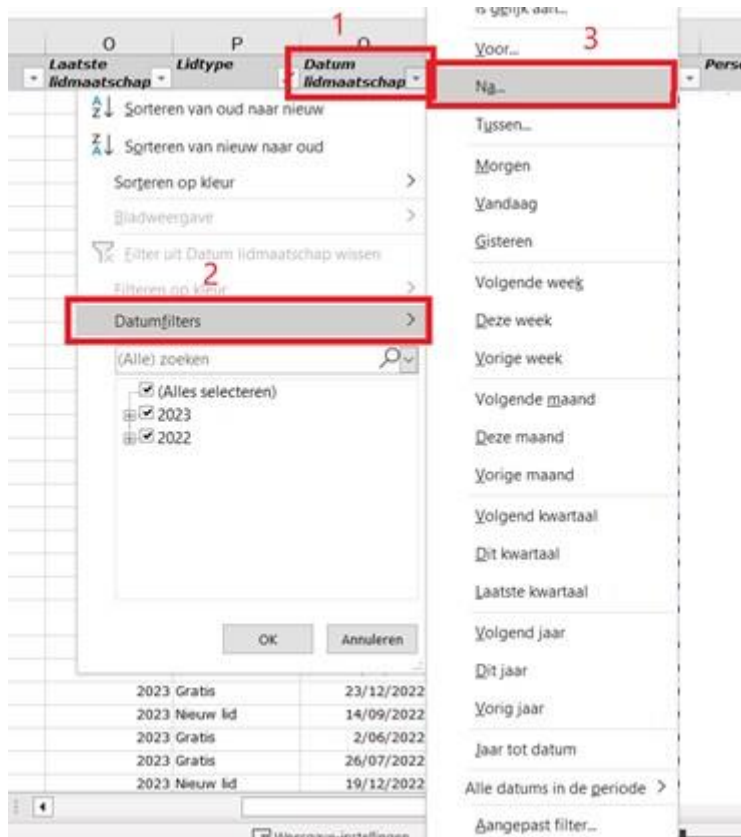 1
O P Q
Laatste lidmaatschap
Lidtype
Datum lidmaatschap
Sorteren van oud naar nieuw
Sorteren van nieuw naar oud
Sorteren op kleur
Bladweergave
Filter uit Datum lidmaatschap wissen
2
Filteren op kleur
Datumfilters
(Alle) zoeken
(Alles selecteren)
2023
2022
OK Annuleren
2023 Gratis 23/12/2022
2023 Nieuw lid 14/09/2022
2023 Gratis 2/06/2022
2023 Gratis 26/07/2022
2023 Nieuw lid 19/12/2022
Is gelijk aan...
Voor...
3
Na...
Tussen...
Morgen
Vandaag
Gisteren
Volgende week
Deze week
Vorige week
Volgende maand
Deze maand
Vorige maand
Volgend kwartaal
Dit kwartaal
Laatste kwartaal
Volgend jaar
Dit jaar
Vorig jaar
Jaar tot datum
Alle datums in de periode
Aangepast filter...